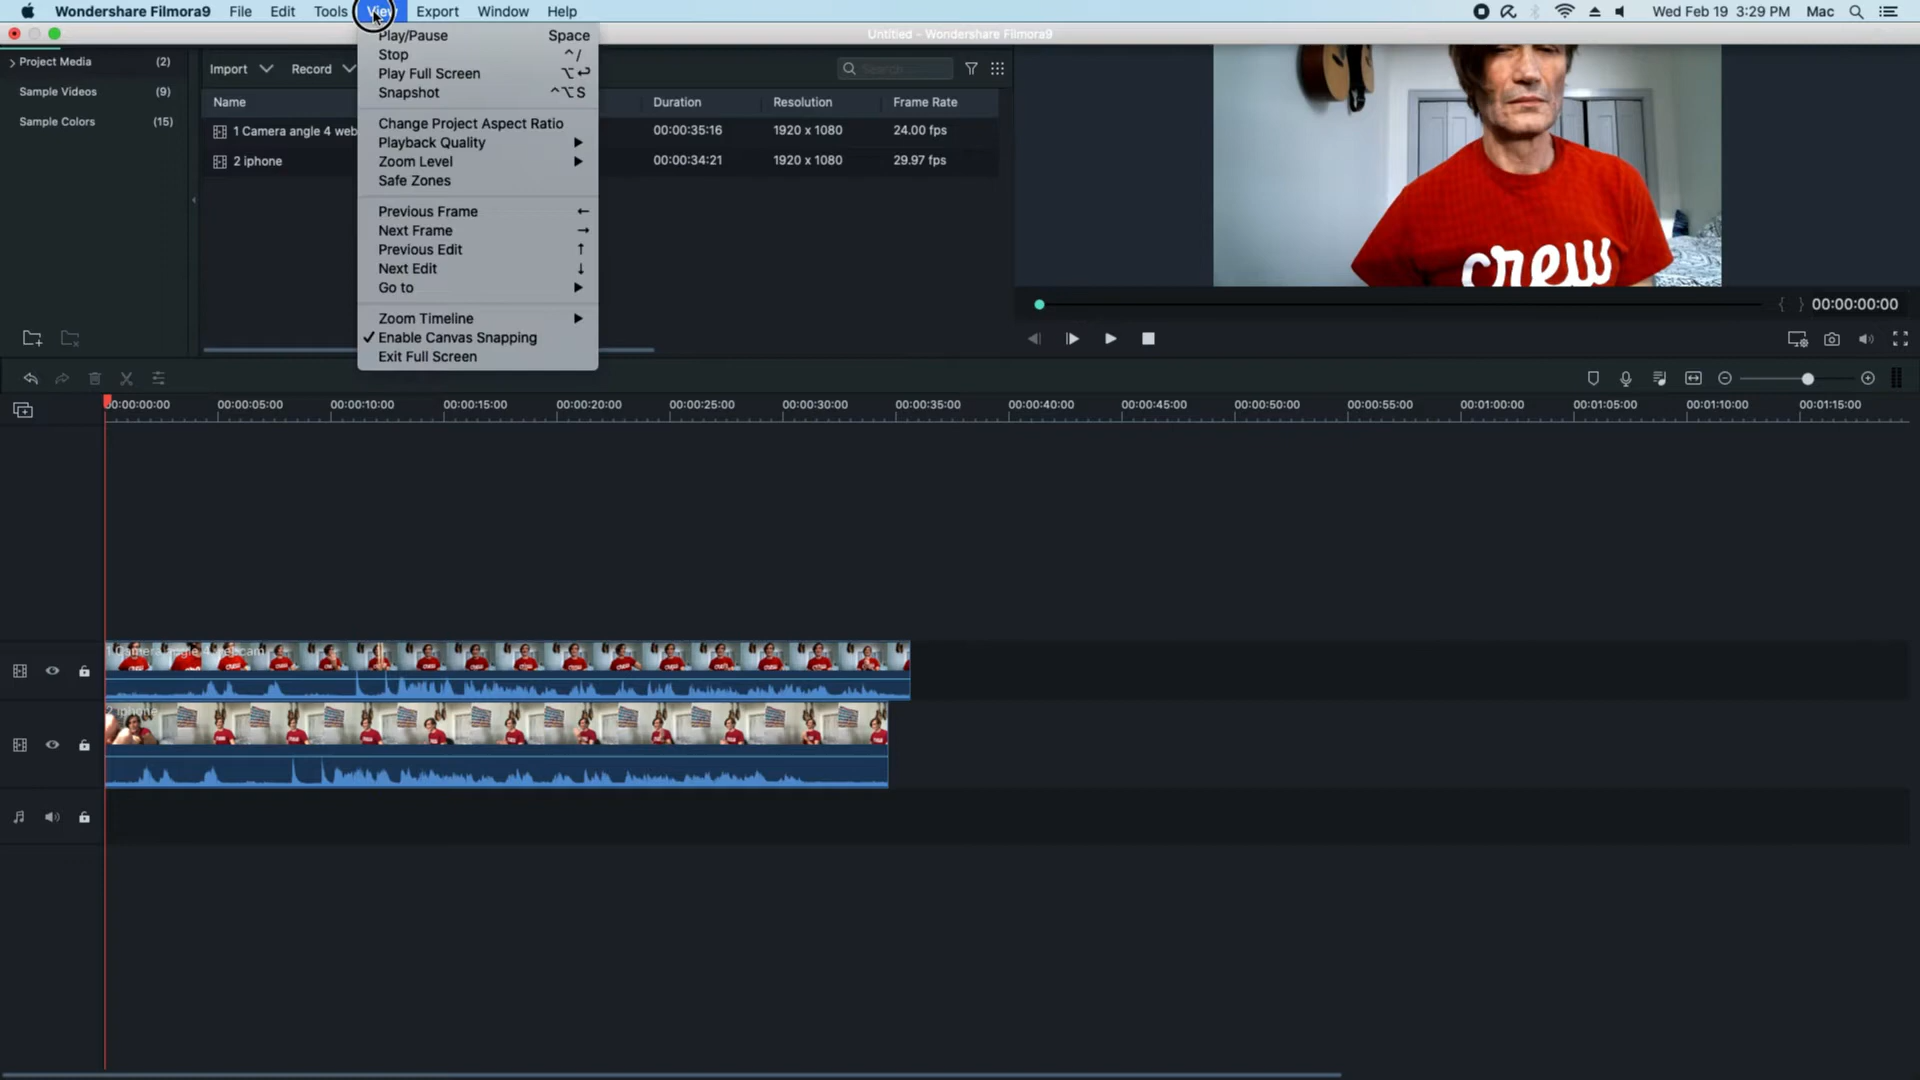 Wondershare Filmora9 File Edit Tools View Export Window Help Wed Feb 19 3:29 PM Mac
Untitled - Wondershare Filmora9
Play/Pause Space
Stop ^ /
Play Full Screen ⌥↩
Snapshot ^⌥S
Change Project Aspect Ratio
Playback Quality
Zoom Level
Safe Zones
Previous Frame ←
Next Frame →
Previous Edit ↑
Next Edit ↓
Go to
Zoom Timeline
✓ Enable Canvas Snapping
Exit Full Screen
Project Media (2)
Sample Videos (9)
Sample Colors (15)
Import Record Search
Name Duration Resolution Frame Rate
1 Camera angle 4 web 00:00:35:16 1920 x 1080 24.00 fps
2 iphone 00:00:34:21 1920 x 1080 29.97 fps
crew
{ } 00:00:00:00
00:00:00:00 00:00:05:00 00:00:10:00 00:00:15:00 00:00:20:00 00:00:25:00 00:00:30:00 00:00:35:00 00:00:40:00 00:00:45:00 00:00:50:00 00:00:55:00 00:01:00:00 00:01:05:00 00:01:10:00 00:01:15:00
1 Camera angle 4 webcam
2 iphone